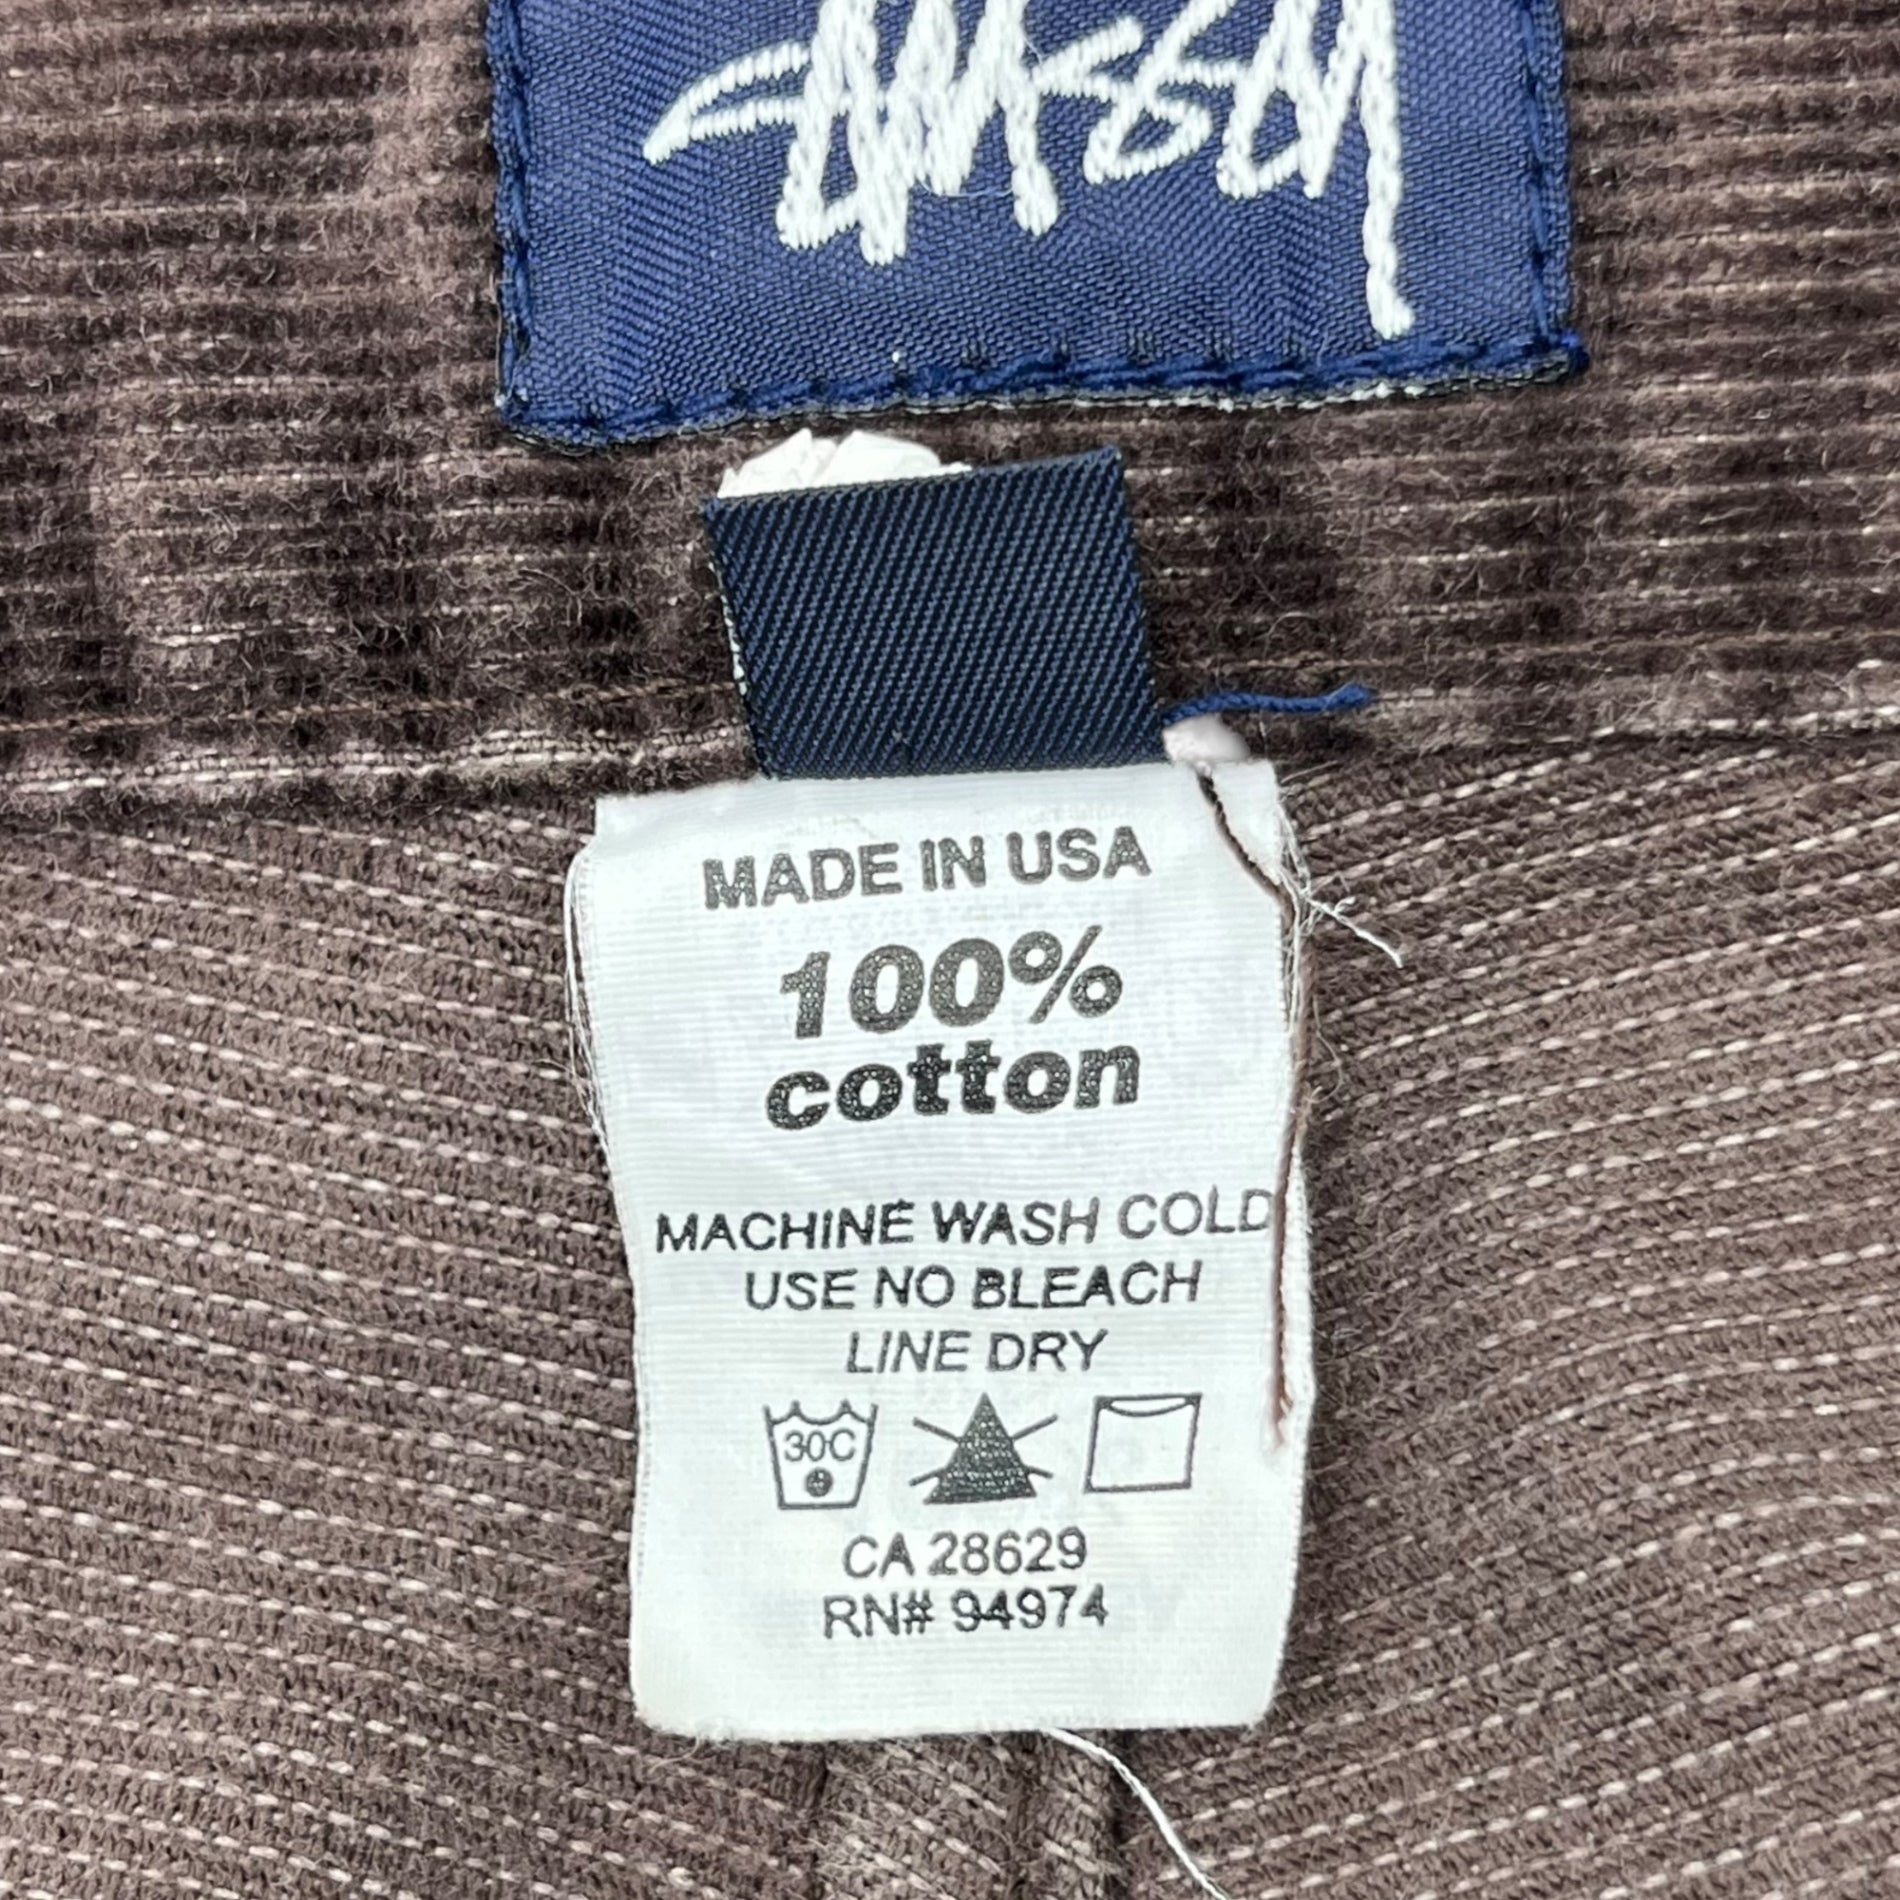 STUSSY
MADE IN USA
100%
cotton
MACHINE WASH COLD
USE NO BLEACH
LINE DRY
30C
CA 28629
RN# 94974